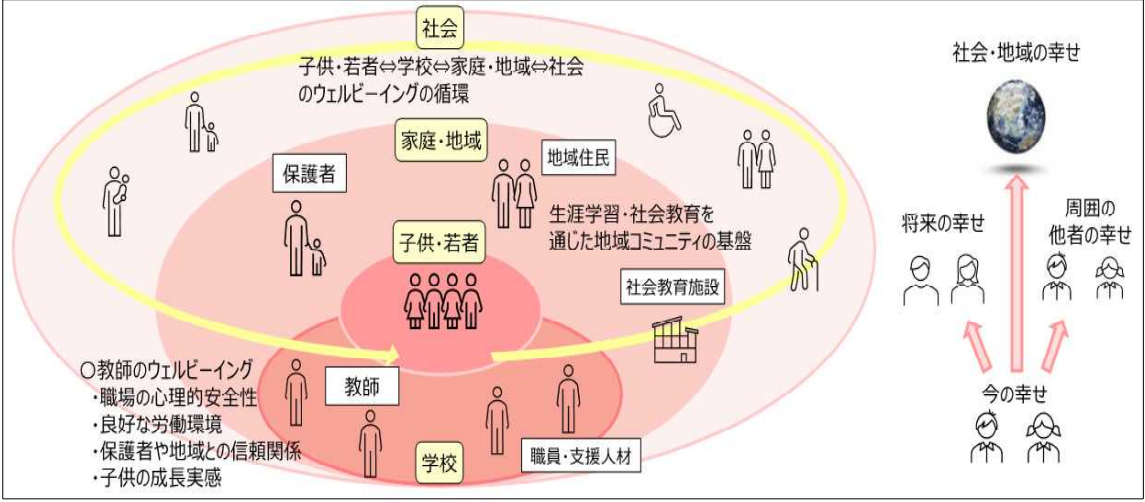 社会
子供・若者⇔学校⇔家庭・地域⇔社会
のウェルビーイングの循環
家庭・地域
地域住民
保護者
生涯学習・社会教育を
通じた地域コミュニティの基盤
子供・若者
社会教育施設
○教師のウェルビーイング
・職場の心理的安全性
・良好な労働環境
・保護者や地域との信頼関係
・子供の成長実感
教師
職員・支援人材
学校
社会・地域の幸せ
将来の幸せ
周囲の
他者の幸せ
今の幸せ